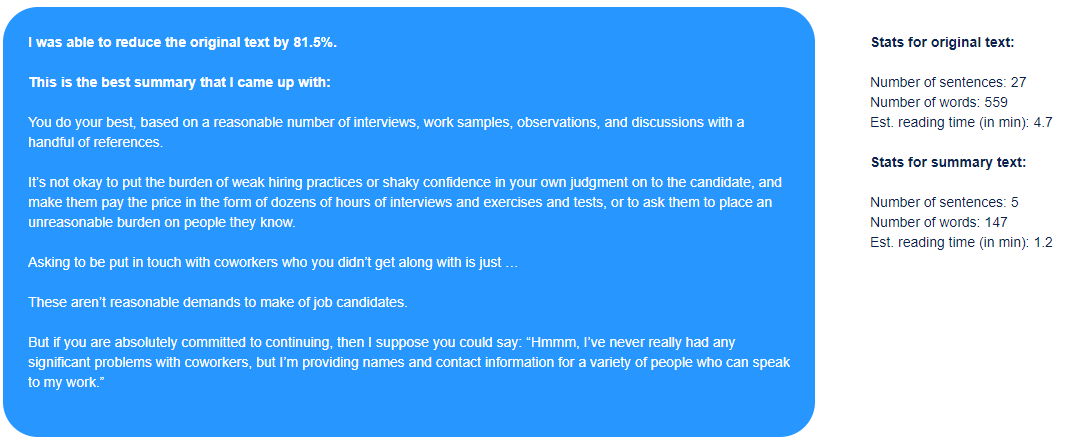 I was able to reduce the original text by 81.5%.
This is the best summary that I came up with:
You do your best, based on a reasonable number of interviews, work samples, observations, and discussions with a
handful of references.
It's not okay to put the burden of weak hiring practices or shaky confidence in your own judgment on to the candidate, and
make them pay the price in the form of dozens of hours of interviews and exercises and tests, or to ask them to place an
unreasonable burden on people they know.
Asking to be put in touch with coworkers who you didn't get along with is just …
These aren't reasonable demands to make of job candidates.
But if you are absolutely committed to continuing, then I suppose you could say: “Hmmm, I've never really had any
significant problems with coworkers, but I'm providing names and contact information for a variety of people who can speak
to my work.”
Stats for original text:
Number of sentences: 27
Number of words: 559
Est. reading time (in min): 4.7
Stats for summary text:
Number of sentences: 5
Number of words: 147
Est. reading time (in min): 1.2